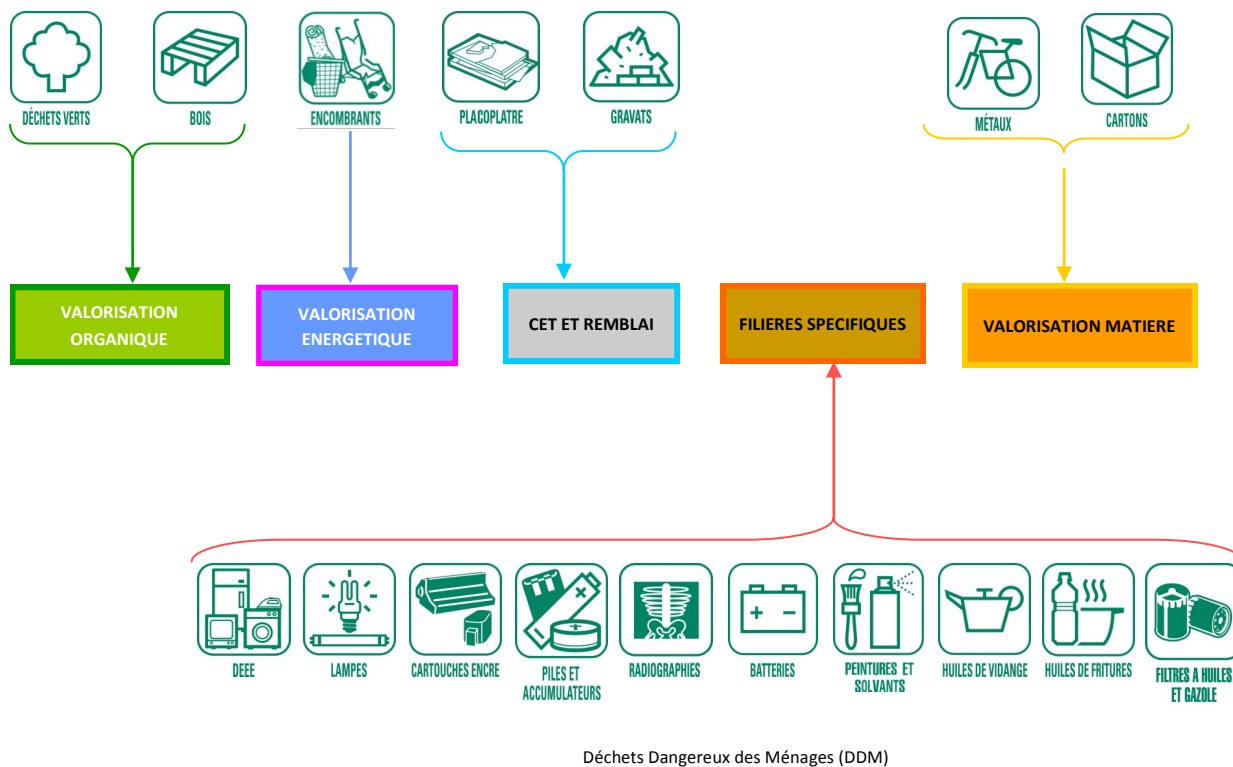 DÉCHETS VERTS
BOIS
ENCOMBRANTS
PLACOPLATRE
GRAVATS
MÉTAUX
CARTONS
VALORISATION
ORGANIQUE
VALORISATION
ENERGETIQUE
CET ET REMBLAI
FILIERES SPECIFIQUES
VALORISATION MATIERE
DEEE
LAMPES
CARTOUCHES ENCRE
PILES ET
ACCUMULATEURS
RADIOGRAPHIES
BATTERIES
PEINTURES ET
SOLVANTS
HUILES DE VIDANGE
HUILES DE FRITURES
FILTRES A HUILES
ET GAZOLE
Déchets Dangereux des Ménages (DDM)